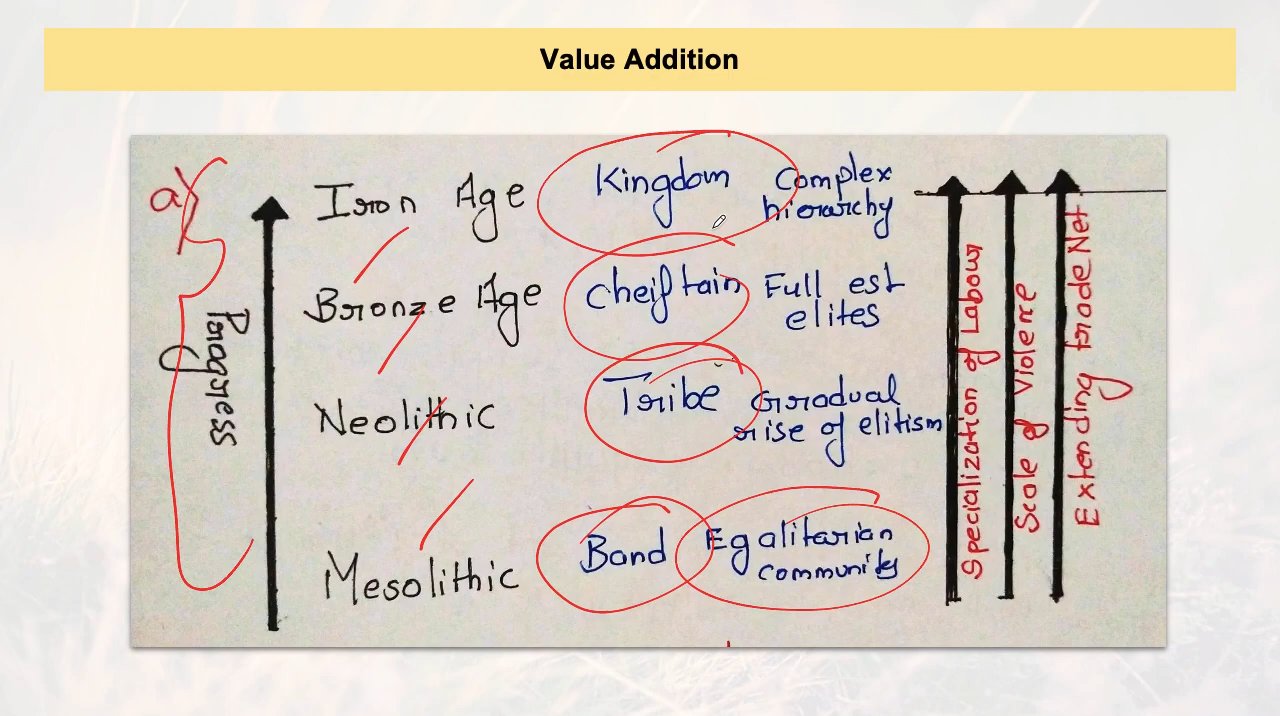 Value Addition
a)
Progress
Iron Age
Kingdom
Complex
hierarchy
Bronze Age
Cheiftain
Full est
elites
Neolithic
Tribe
Gradual
rise of elitism
Mesolithic
Band
Egalitarian
communities
Specialization of Labour
Scale of Violence
Extending trade Net